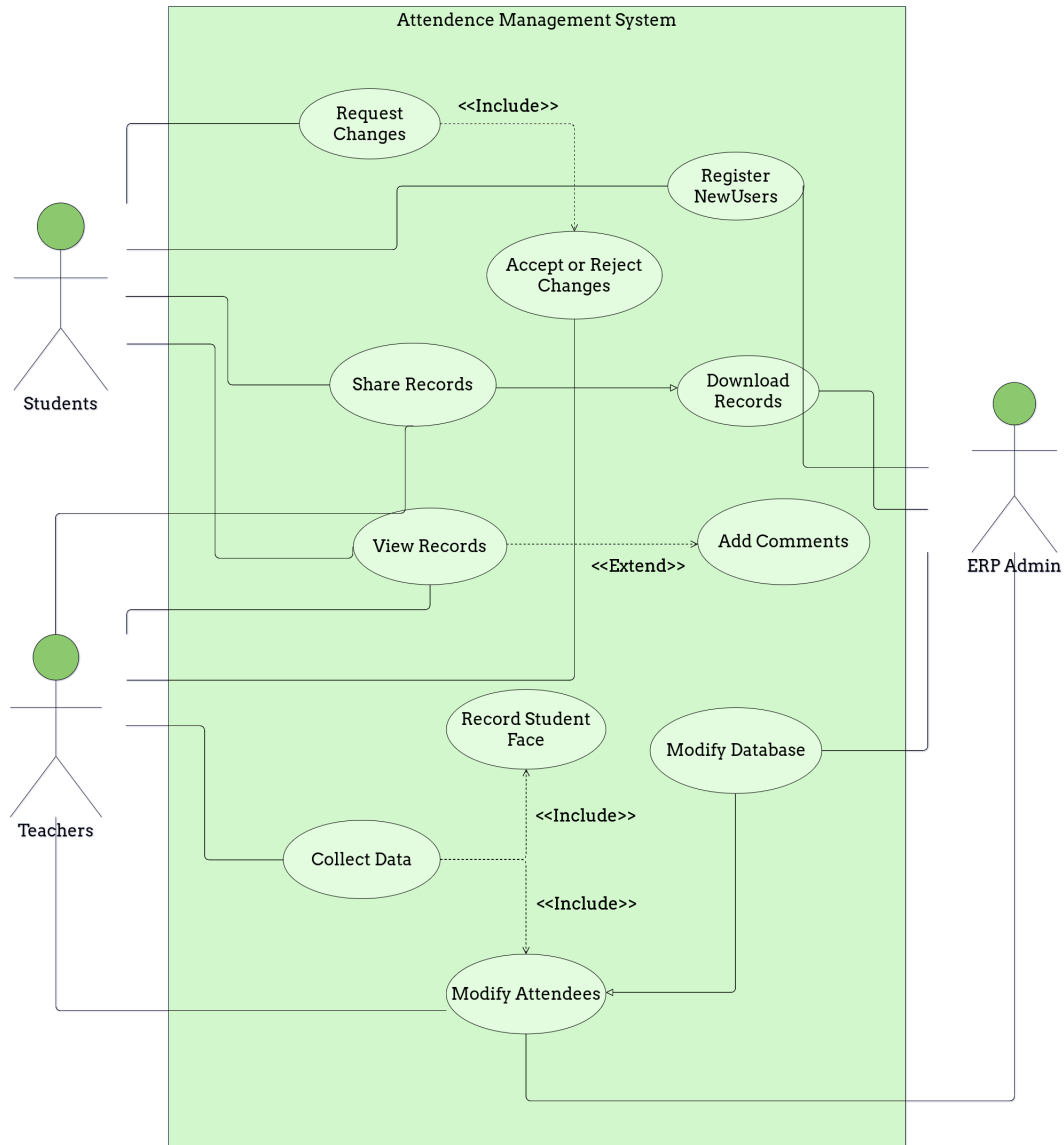 Attendence Management System
Request
Changes
<<Include>>
Register
NewUsers
Accept or Reject
Changes
Students
Share Records
Download
Records
View Records
<<Extend>>
Add Comments
ERP Admin
Record Student
Face
Modify Database
Teachers
<<Include>>
Collect Data
<<Include>>
Modify Attendees